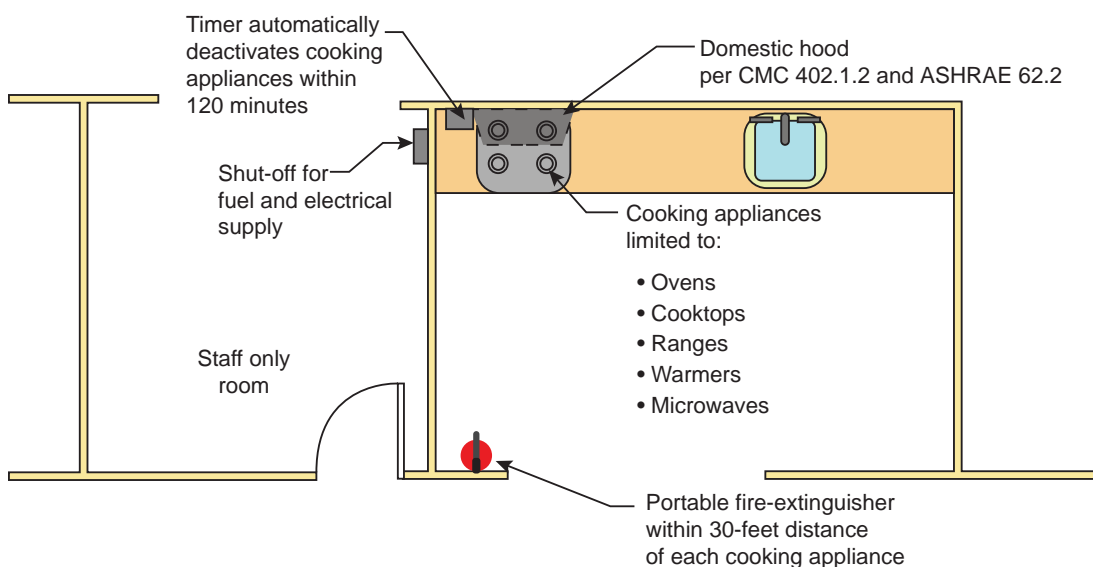 Timer automatically
deactivates cooking
appliances within
120 minutes
Domestic hood
per CMC 402.1.2 and ASHRAE 62.2
Shut-off for
fuel and electrical
supply
Cooking appliances
limited to:
• Ovens
• Cooktops
• Ranges
• Warmers
• Microwaves
Staff only
room
Portable fire-extinguisher
within 30-feet distance
of each cooking appliance